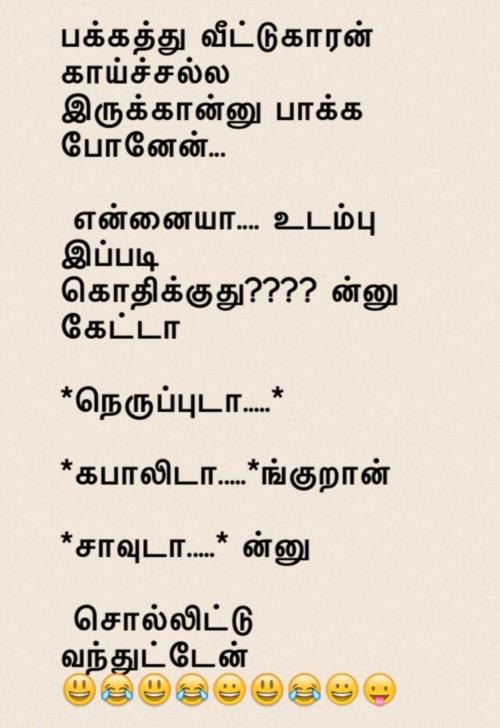 பக்கத்து வீட்டுகாரன்
காய்ச்சல்ல
இருக்கான்னு பாக்க
போனேன்...
என்னையா.... உடம்பு
இப்படி
கொதிக்குது???? ன்னு
கேட்டா
*நெருப்புடா.....*
*கபாலிடா.....*ங்குறான்
*சாவுடா.....* ன்னு
சொல்லிட்டு
வந்துட்டேன்
😃😂😃😂😀😃😂😀😛